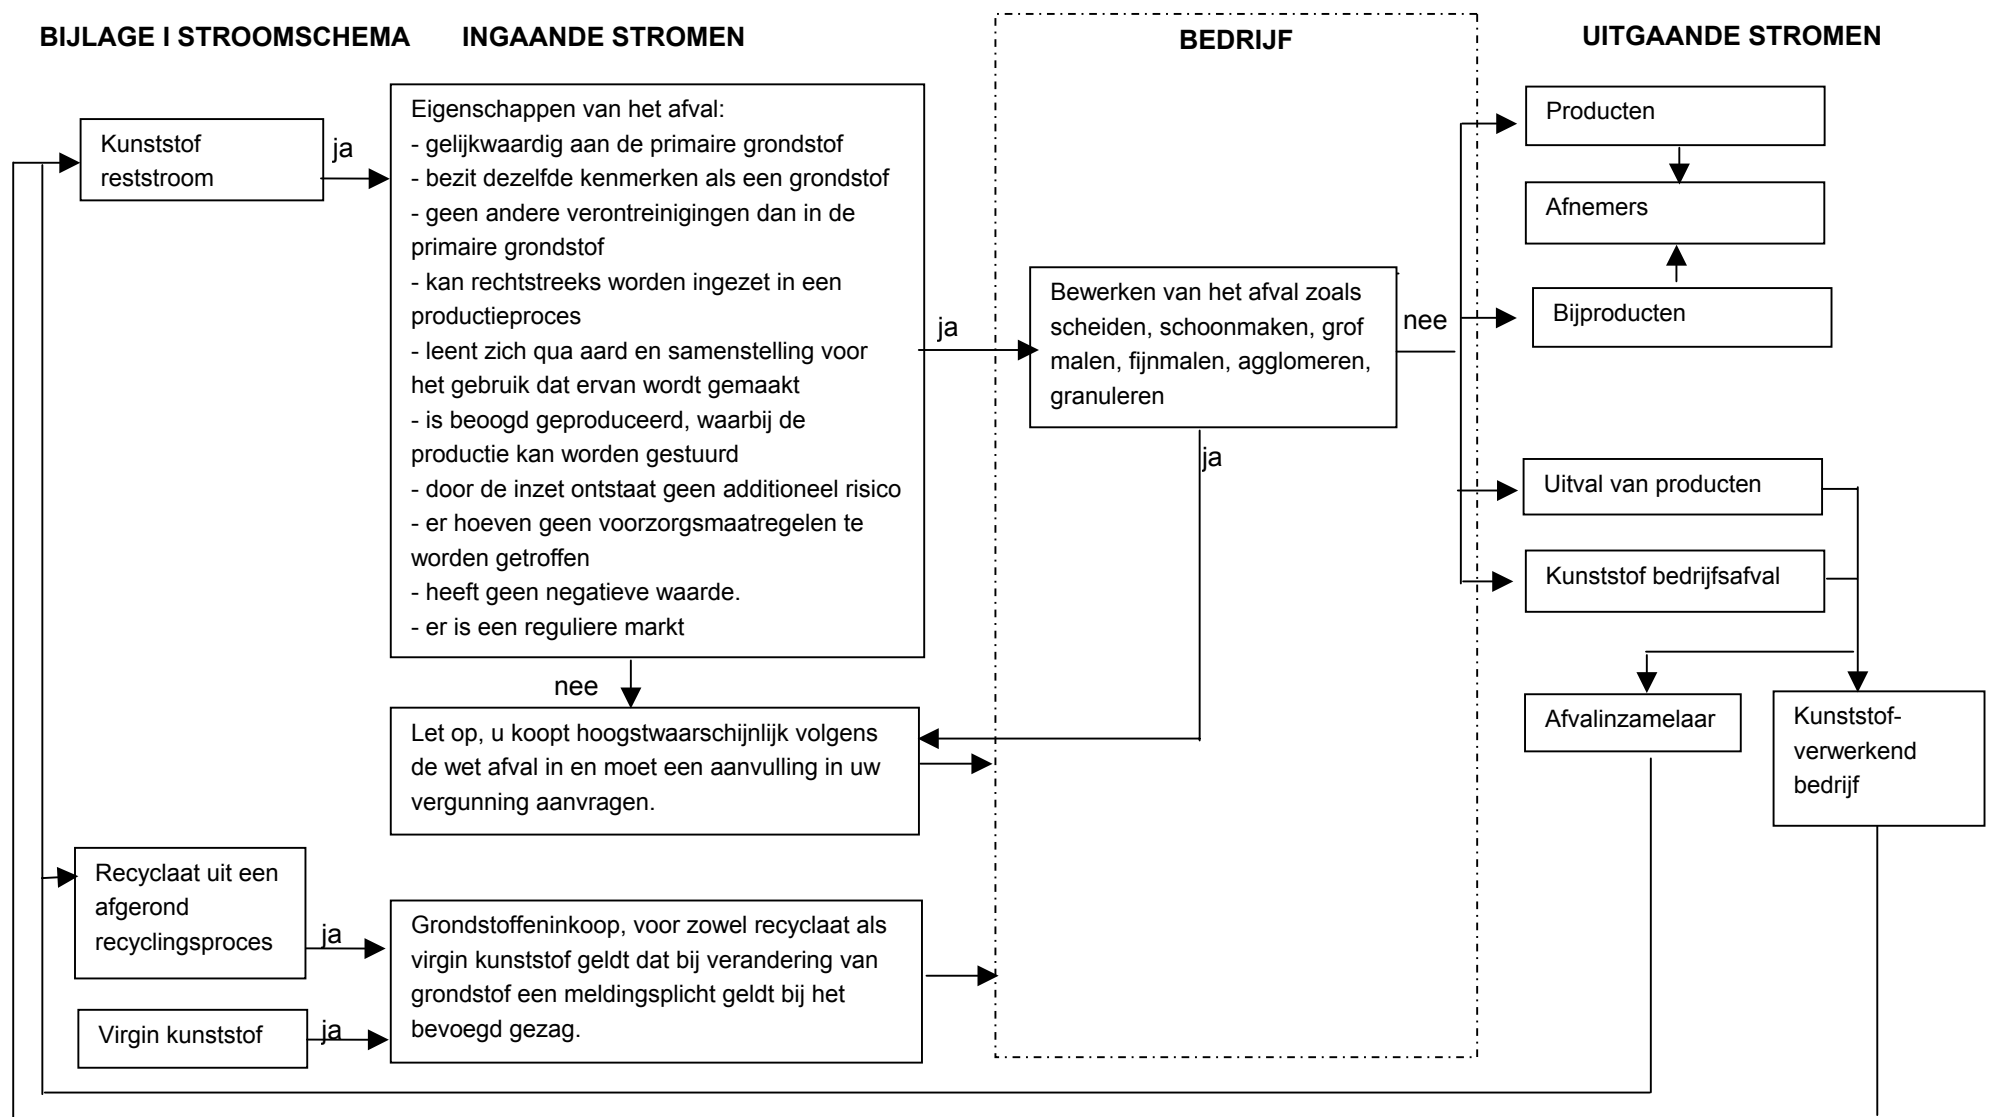 BIJLAGE I STROOMSCHEMA
INGAANDE STROMEN
BEDRIJF
UITGAANDE STROMEN
Kunststof
reststroom
ja
Eigenschappen van het afval:
- gelijkwaardig aan de primaire grondstof
- bezit dezelfde kenmerken als een grondstof
- geen andere verontreinigingen dan in de
primaire grondstof
- kan rechtstreeks worden ingezet in een
productieproces
- leent zich qua aard en samenstelling voor
het gebruik dat ervan wordt gemaakt
- is beoogd geproduceerd, waarbij de
productie kan worden gestuurd
- door de inzet ontstaat geen additioneel risico
- er hoeven geen voorzorgsmaatregelen te
worden getroffen
- heeft geen negatieve waarde.
- er is een reguliere markt
ja
nee
Let op, u koopt hoogstwaarschijnlijk volgens
de wet afval in en moet een aanvulling in uw
vergunning aanvragen.
Recyclaat uit een
afgerond
recyclingsproces
ja
Virgin kunststof
ja
Grondstoffeninkoop, voor zowel recyclaat als
virgin kunststof geldt dat bij verandering van
grondstof een meldingsplicht geldt bij het
bevoegd gezag.
Bewerken van het afval zoals
scheiden, schoonmaken, grof
malen, fijnmalen, agglomeren,
granuleren
nee
ja
Producten
Afnemers
Bijproducten
Uitval van producten
Kunststof bedrijfsafval
Afvalinzamelaar
Kunststof-
verwerkend
bedrijf